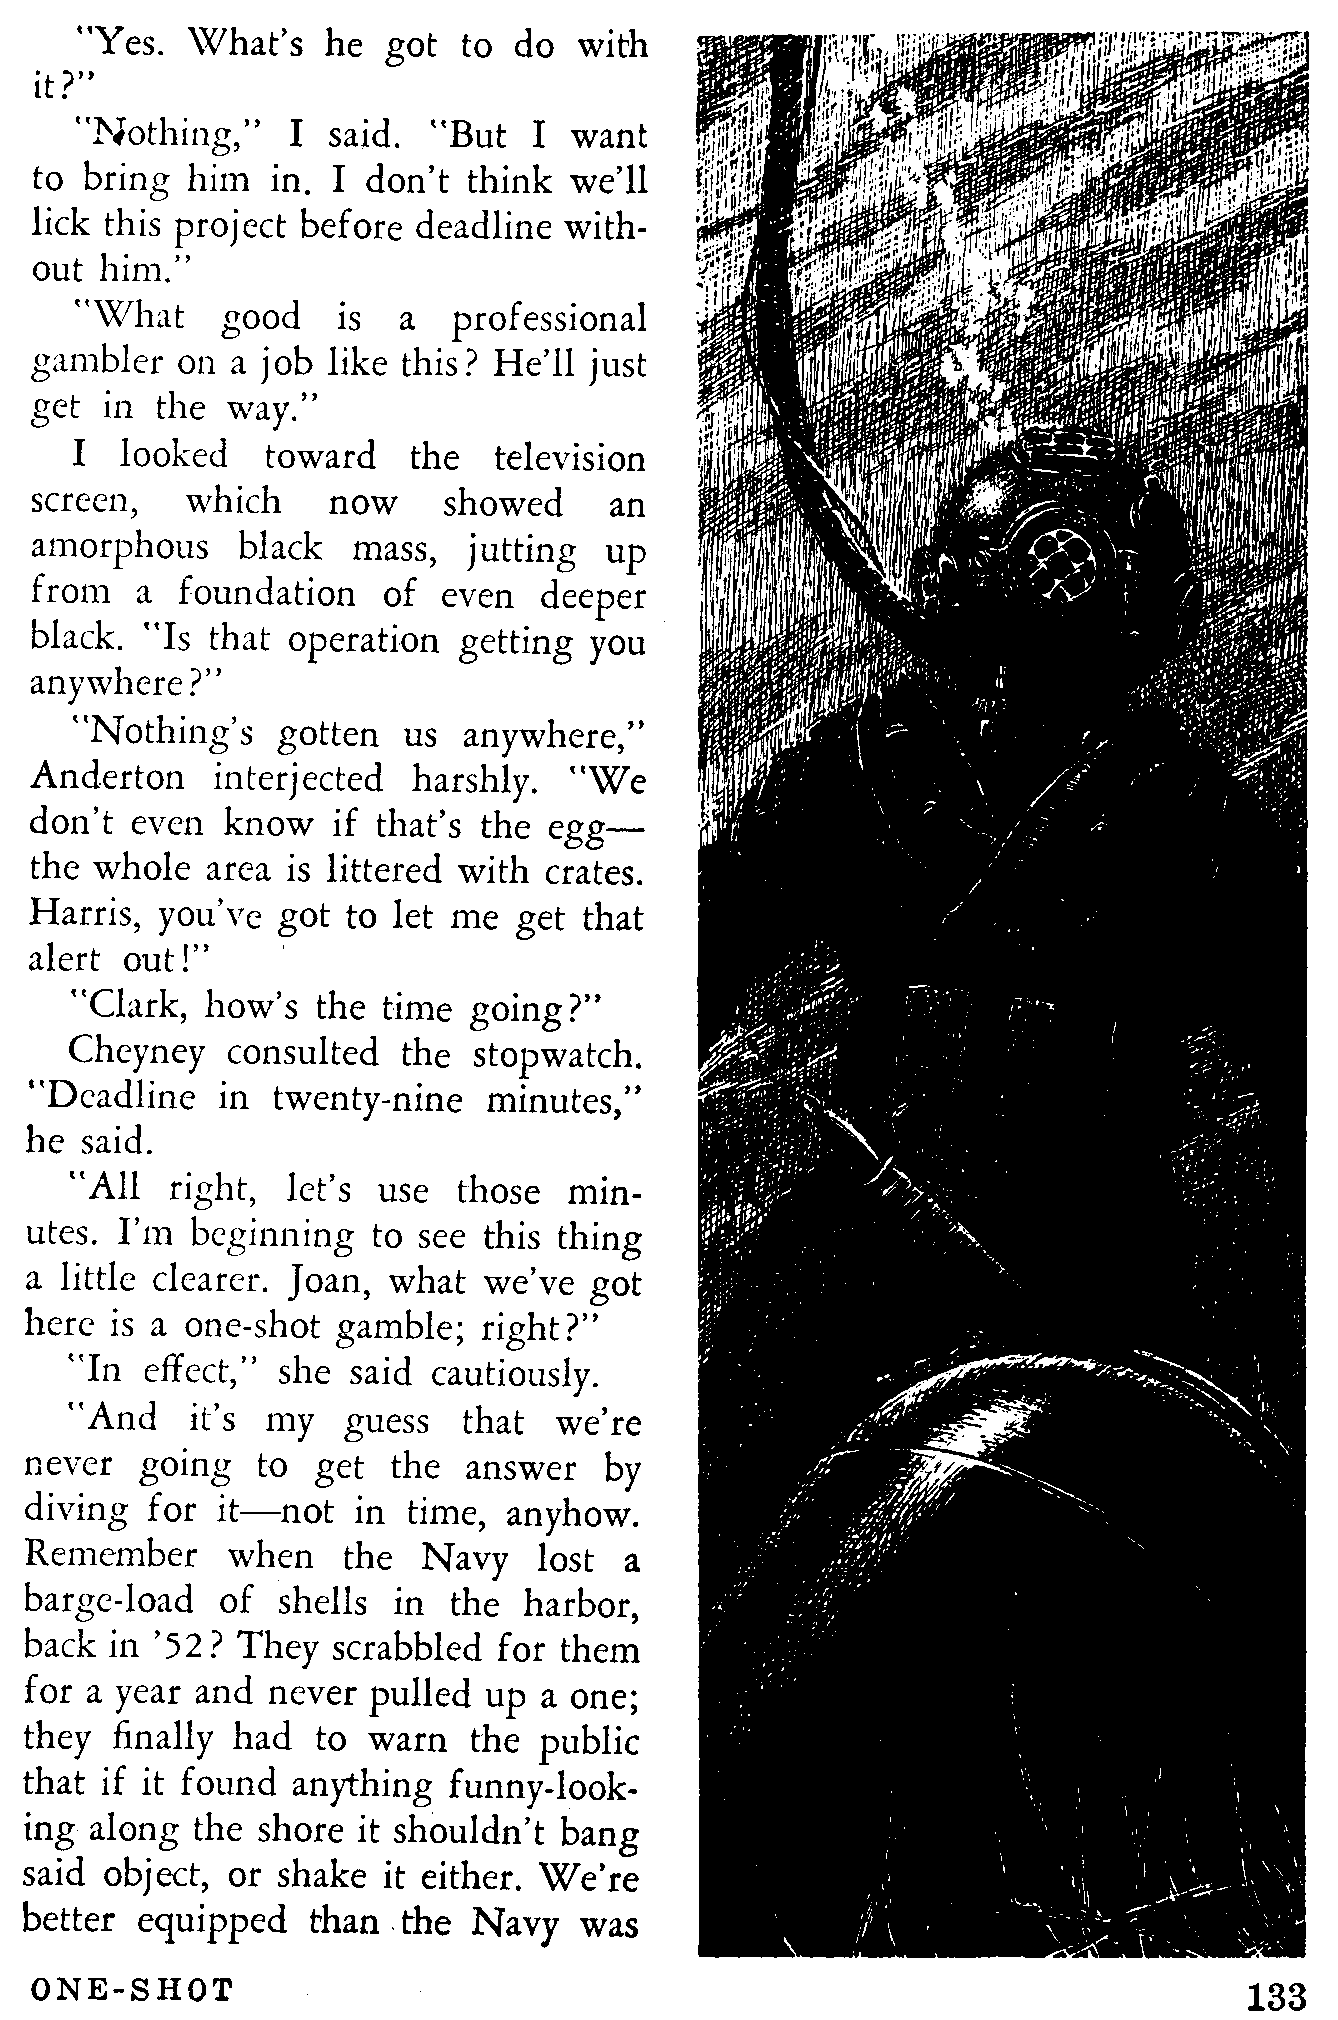 "Yes. What's he got to do with
it?"
"Nothing," I said. "But I want
to bring him in. I don't think we'll
lick this project before deadline with-
out him."
"What good is a professional
gambler on a job like this? He'll just
get in the way."
I looked toward the television
screen, which now showed an
amorphous black mass, jutting up
from a foundation of even deeper
black. "Is that operation getting you
anywhere?"
"Nothing's gotten us anywhere,"
Anderton interjected harshly. "We
don't even know if that's the egg—
the whole area is littered with crates.
Harris, you've got to let me get that
alert out!"
"Clark, how's the time going?"
Cheyney consulted the stopwatch.
"Deadline in twenty-nine minutes,"
he said.
"All right, let's use those min-
utes. I'm beginning to see this thing
a little clearer. Joan, what we've got
here is a one-shot gamble; right?"
"In effect," she said cautiously.
"And it's my guess that we're
never going to get the answer by
diving for it—not in time, anyhow.
Remember when the Navy lost a
barge-load of shells in the harbor,
back in '52? They scrabbled for them
for a year and never pulled up a one;
they finally had to warn the public
that if it found anything funny-look-
ing along the shore it shouldn't bang
said object, or shake it either. We're
better equipped than the Navy was
ONE-SHOT
133